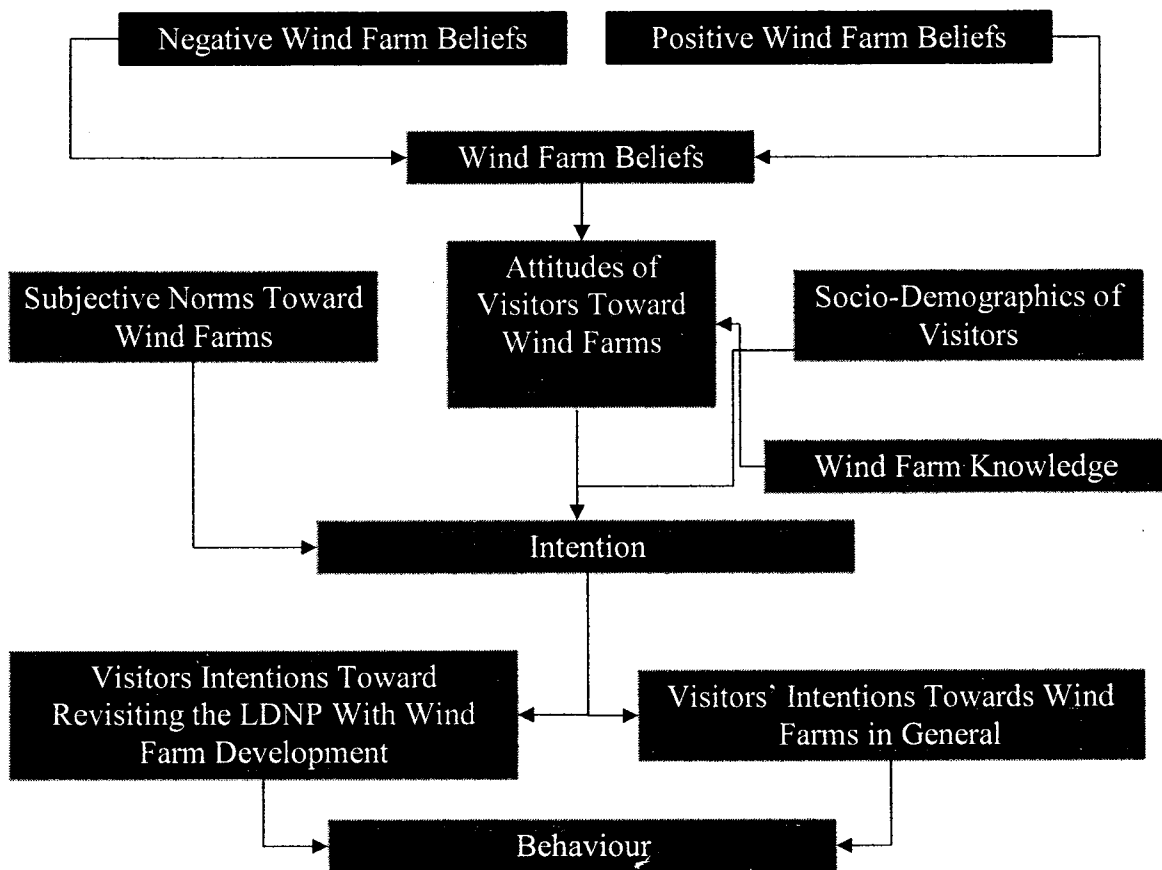 Negative Wind Farm Beliefs
Positive Wind Farm Beliefs
Wind Farm Beliefs
Attitudes of
Visitors Toward
Wind Farms
Subjective Norms Toward
Wind Farms
Socio-Demographics of
Visitors
Wind Farm Knowledge
Intention
Visitors Intentions Toward
Revisiting the LDNP With Wind
Farm Development
Visitors' Intentions Towards Wind
Farms in General
Behaviour